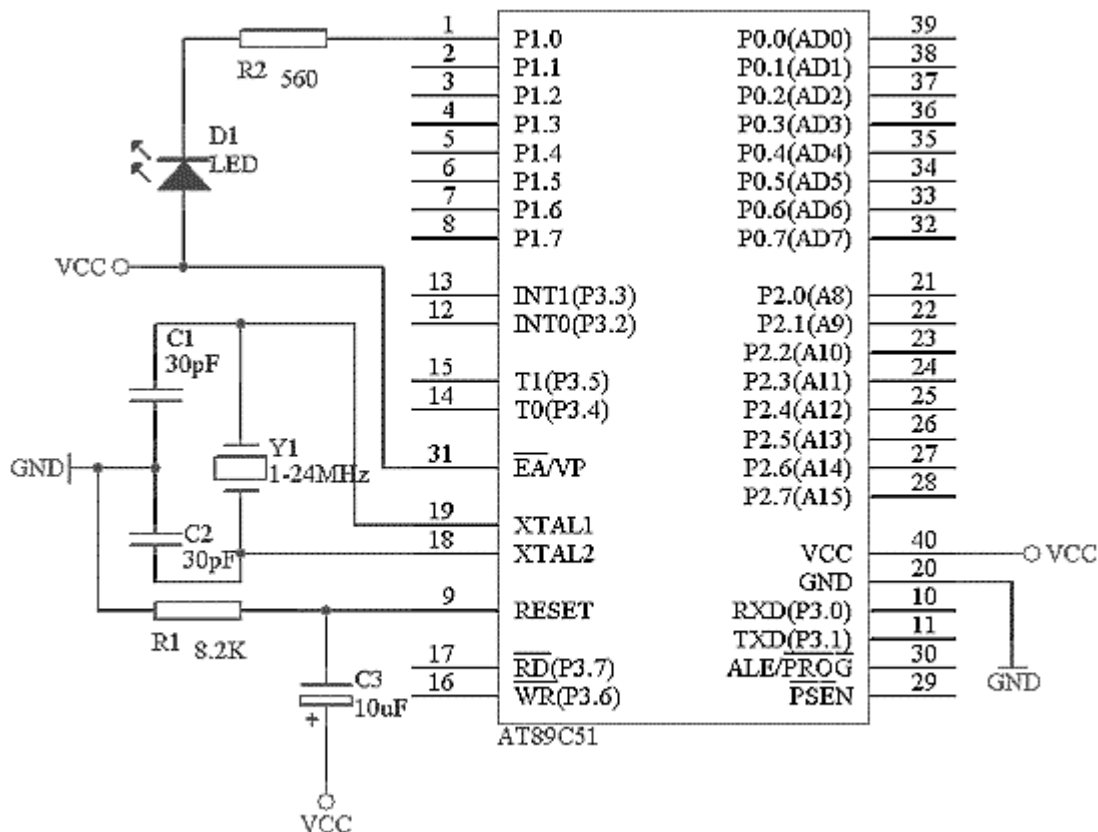 1 P1.0 P0.0(AD0) 39
R2 560
2 P1.1 P0.1(AD1) 38
3 P1.2 P0.2(AD2) 37
4 P1.3 P0.3(AD3) 36
D1
LED
5 P1.4 P0.4(AD4) 35
6 P1.5 P0.5(AD5) 34
7 P1.6 P0.6(AD6) 33
8 P1.7 P0.7(AD7) 32
VCC
13 INT1(P3.3) P2.0(A8) 21
12 INT0(P3.2) P2.1(A9) 22
C1
30pF
P2.2(A10) 23
15 T1(P3.5) P2.3(A11) 24
14 T0(P3.4) P2.4(A12) 25
P2.5(A13) 26
Y1
1-24MHz
GND
31 EA/VP P2.6(A14) 27
P2.7(A15) 28
19 XTAL1
C2
30pF
18 XTAL2 VCC 40 VCC
GND 20
9 RESET RXD(P3.0) 10
R1 8.2K
TXD(P3.1) 11
17 RD(P3.7) ALE/PROG 30
GND
C3
10uF
+
16 WR(P3.6) PSEN 29
AT89C51
VCC